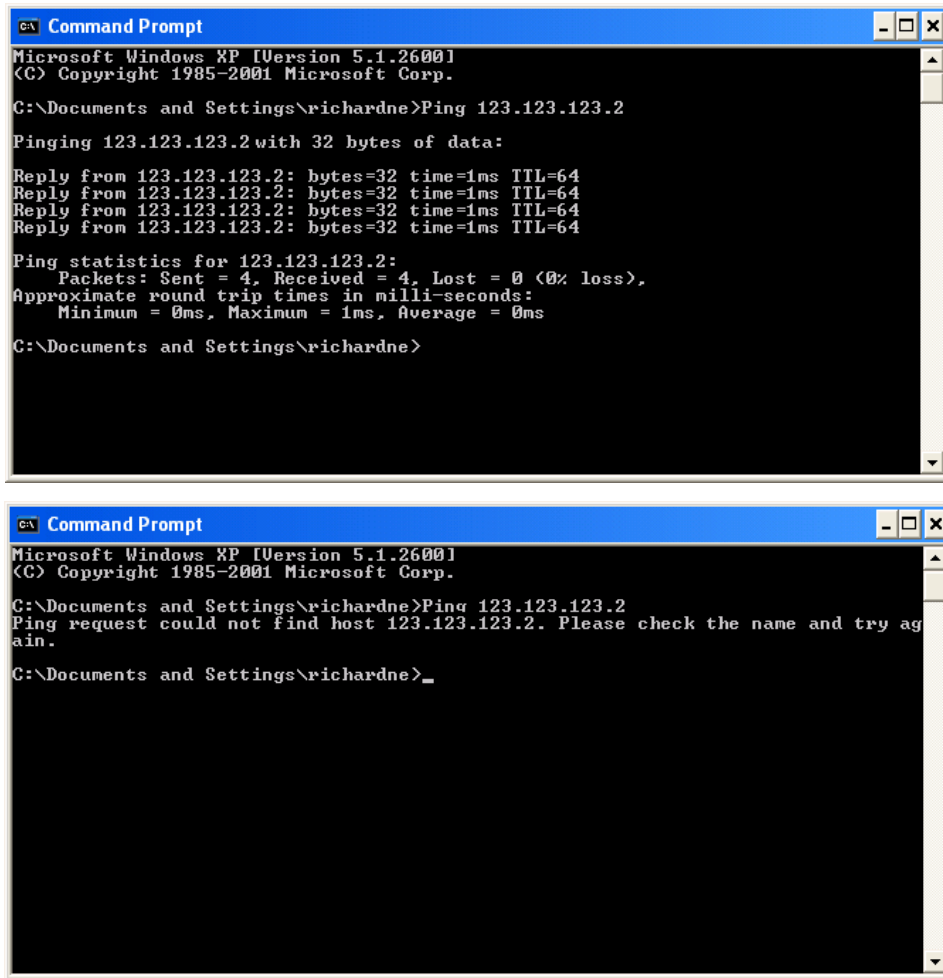 Command Prompt
Microsoft Windows XP [Version 5.1.2600]
(C) Copyright 1985-2001 Microsoft Corp.
C:\Documents and Settings\richardne>Ping 123.123.123.2
Pinging 123.123.123.2 with 32 bytes of data:
Reply from 123.123.123.2: bytes=32 time=1ms TTL=64
Reply from 123.123.123.2: bytes=32 time=1ms TTL=64
Reply from 123.123.123.2: bytes=32 time=1ms TTL=64
Reply from 123.123.123.2: bytes=32 time=1ms TTL=64
Ping statistics for 123.123.123.2:
Packets: Sent = 4, Received = 4, Lost = 0 (0% loss),
Approximate round trip times in milli-seconds:
Minimum = 0ms, Maximum = 1ms, Average = 0ms
C:\Documents and Settings\richardne>
Command Prompt
Microsoft Windows XP [Version 5.1.2600]
(C) Copyright 1985-2001 Microsoft Corp.
C:\Documents and Settings\richardne>Ping 123.123.123.2
Ping request could not find host 123.123.123.2. Please check the name and try ag
ain.
C:\Documents and Settings\richardne>_